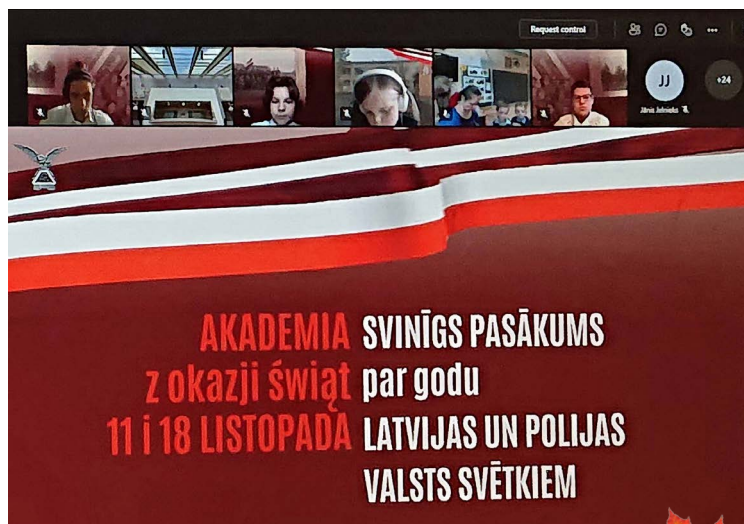 Request control
JJ
Jānis Jelinskis
+24
AKADEMIA
z okazji świąt
11 i 18 LISTOPADA
SVINĪGS PASĀKUMS
par godu
LATVIJAS UN POLIJAS
VALSTS SVĒTKIEM